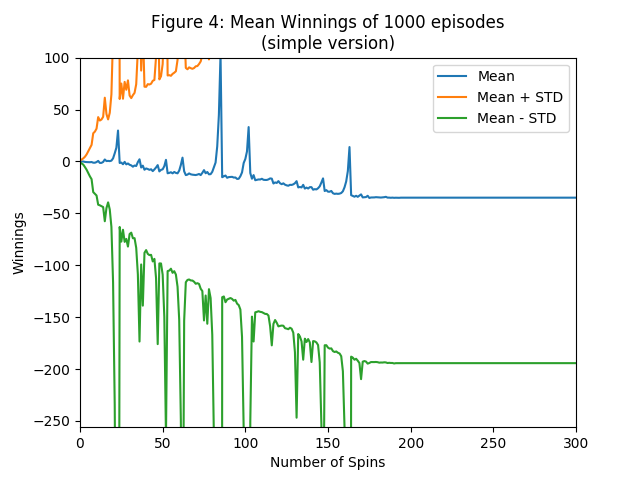 Figure 4: Mean Winnings of 1000 episodes
(simple version)
Mean
Mean + STD
Mean - STD
100
50
0
−50
−100
−150
−200
−250
Winnings
0
50
100
150
200
250
300
Number of Spins